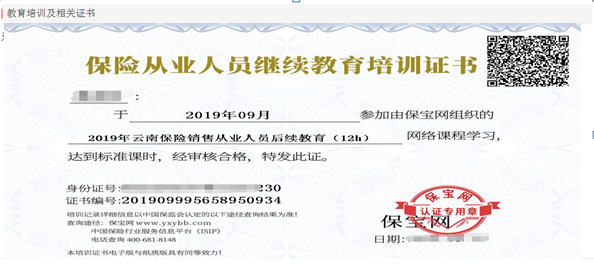 教育培训及相关证书
保险从业人员继续教育培训证书
：
于 2019年09月 参加由保宝网组织的
2019年云南保险销售从业人员后续教育（12h） 网络课程学习，
达到标准课时，经审核合格，特发此证。
身份证号: 230
证书编号:2019099956589509​34
培训记录详细信息以中国保监会认定的以下途径查询结果为准！
查询途径：保宝网 www.yxybb.com
中国保险行业服务信息平台（ISIP）
电话查询 400-681-8148
本培训证书电子版与纸质版具有同等效力！
保宝网
认证专用章
保宝网
日期: